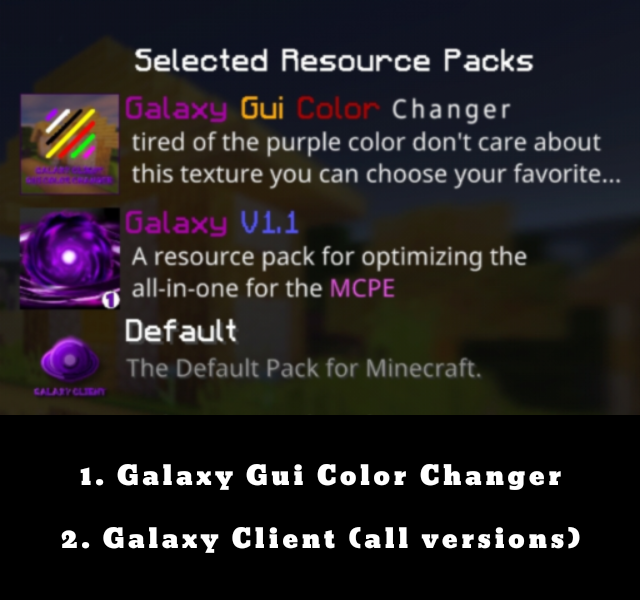 Selected Resource Packs
Galaxy Gui Color Changer
tired of the purple color don't care about
this texture you can choose your favorite...
Galaxy V1.1
A resource pack for optimizing the
all-in-one for the MCPE
1
Default
The Default Pack for Minecraft.
GALAXY CLIENT
1. Galaxy Gui Color Changer
2. Galaxy Client (all versions)